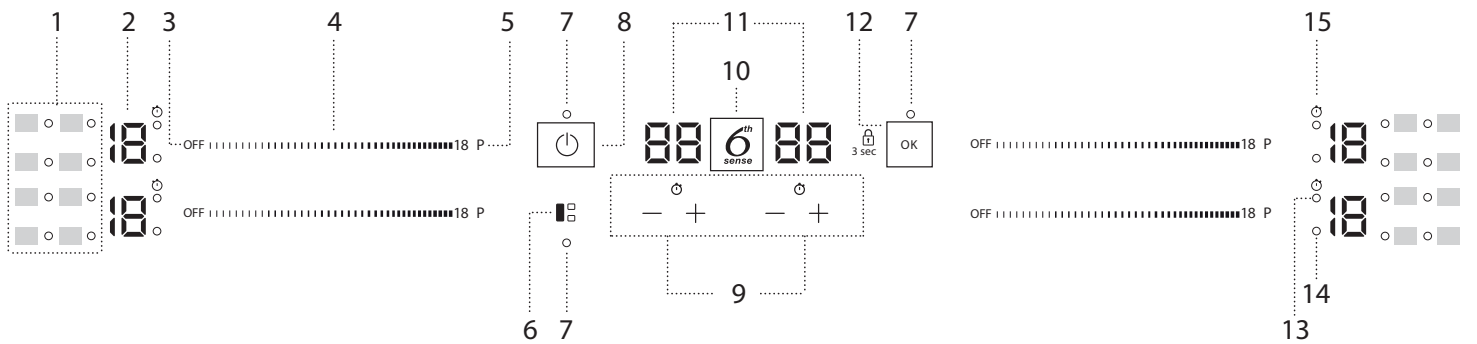 1 2 3 4 5 7 8 11 12 7 15
10
18 OFF 18 P 88 6th sense 88 3 sec OK OFF 18 P 18
18 OFF 18 P − + − + OFF 18 P 18
9 14
6 7 13